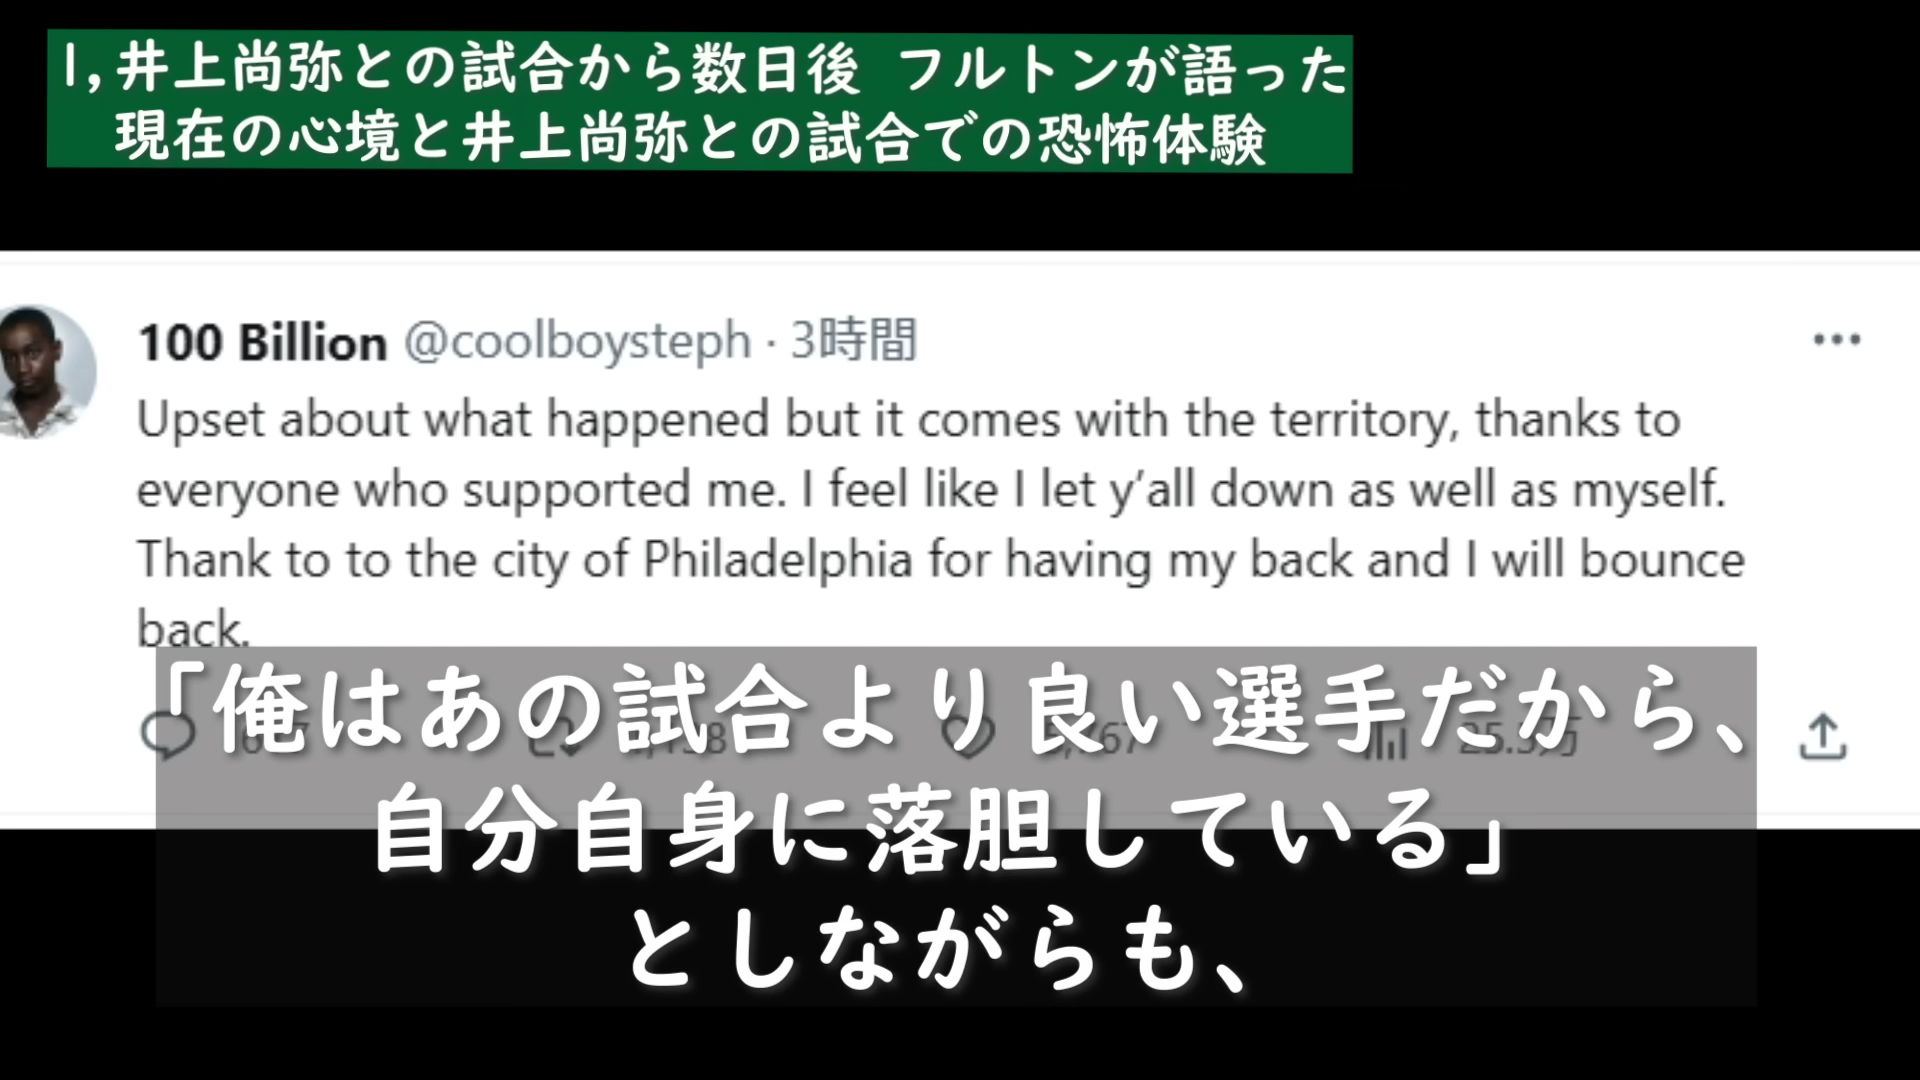 1,井上尚弥との試合から数日後 フルトンが語った
現在の心境と井上尚弥との試合での恐怖体験
100 Billion @coolboysteph · 3時間
Upset about what happened but it comes with the territory, thanks to
everyone who supported me. I feel like I let y’all down as well as myself.
Thank to to the city of Philadelphia for having my back and I will bounce
back.
「俺はあの試合より良い選手だから、
自分自身に落胆している」
としながらも、